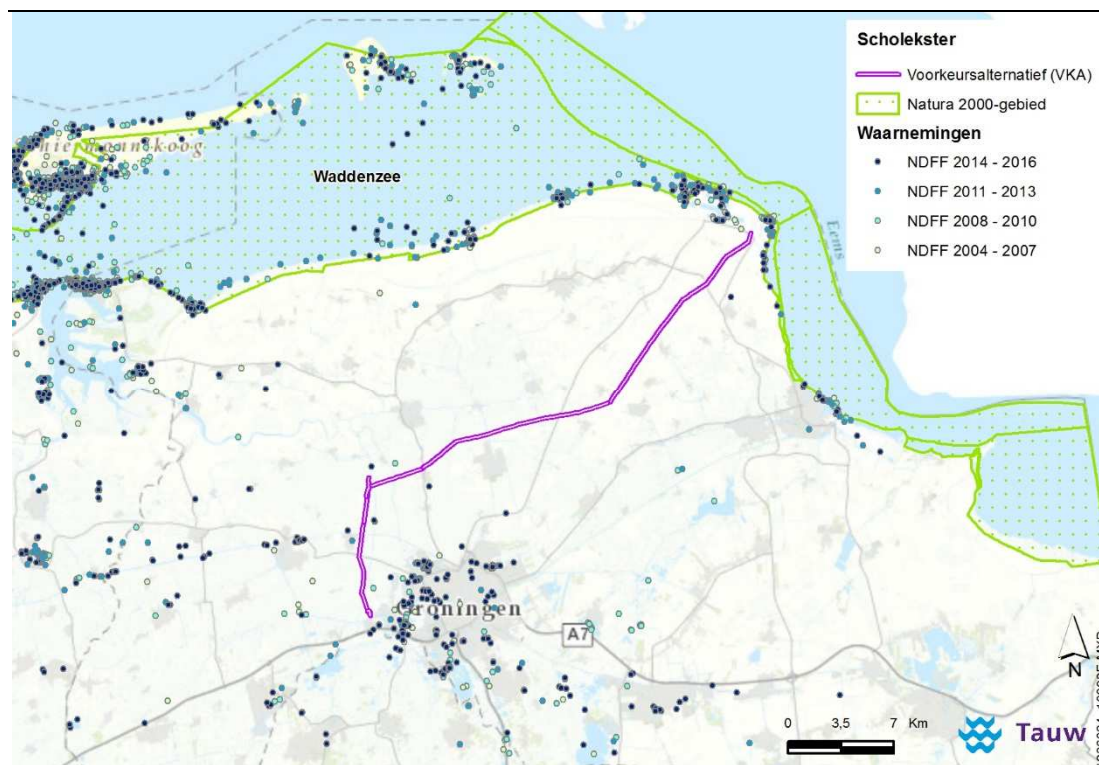 Scholekster
Voorkeursalternatief (VKA)
Natura 2000-gebied
Waarnemingen
NDFF 2014 - 2016
NDFF 2011 - 2013
NDFF 2008 - 2010
NDFF 2004 - 2007
Waddenzee
Eems
Groningen
A7
N
0 3,5 7 Km
Tauw